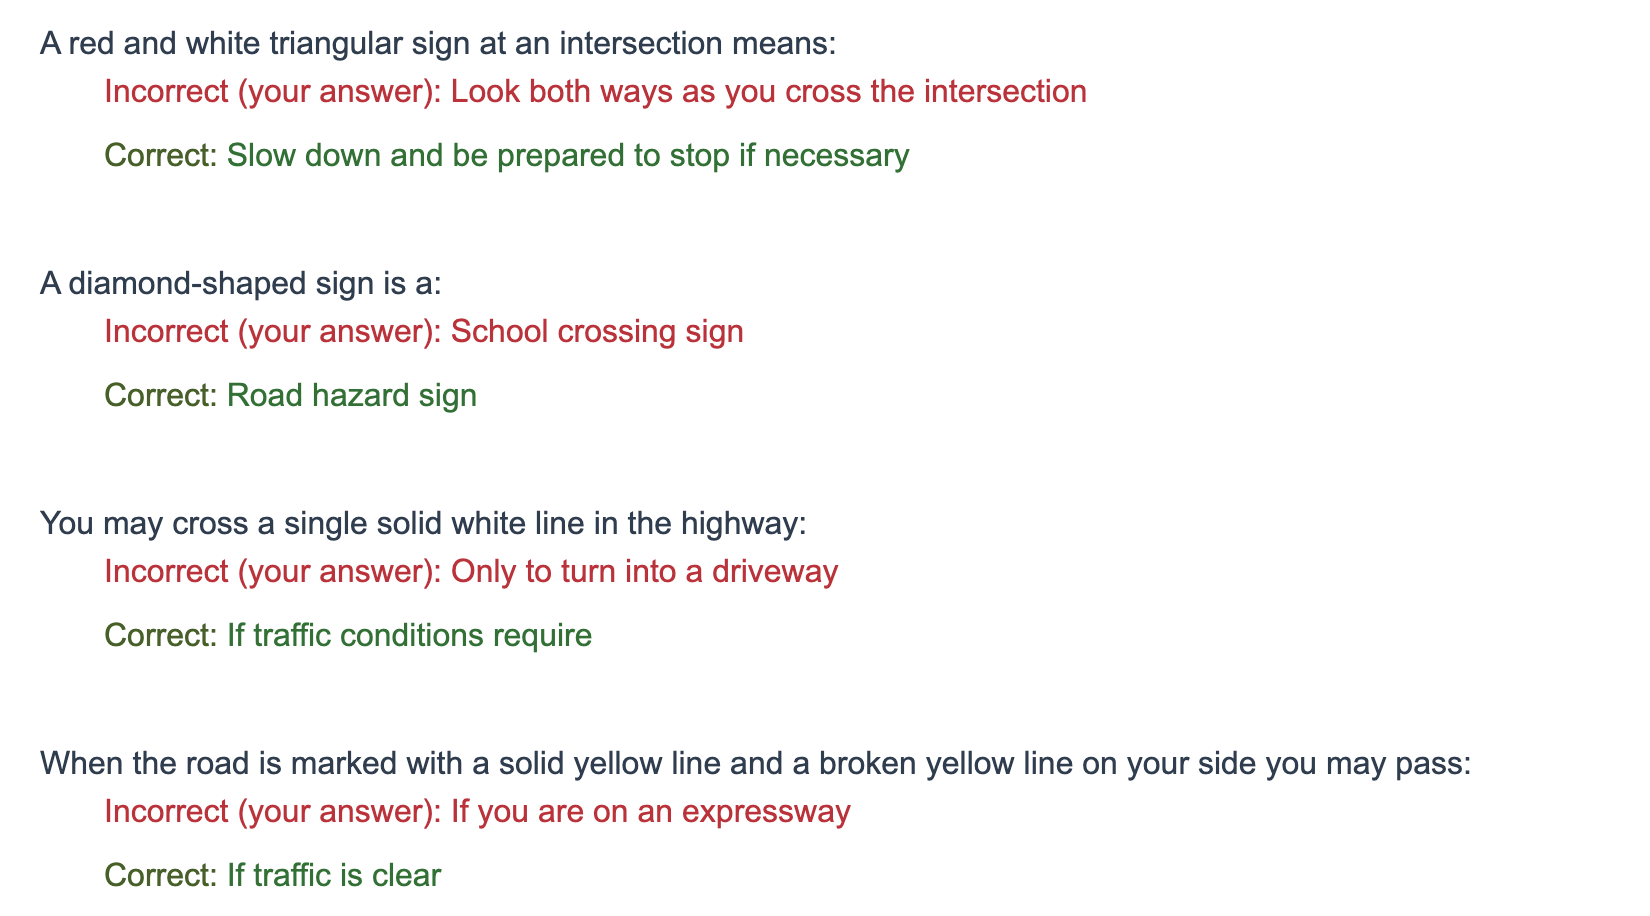 A red and white triangular sign at an intersection means:
Incorrect (your answer): Look both ways as you cross the intersection
Correct: Slow down and be prepared to stop if necessary
A diamond-shaped sign is a:
Incorrect (your answer): School crossing sign
Correct: Road hazard sign
You may cross a single solid white line in the highway:
Incorrect (your answer): Only to turn into a driveway
Correct: If traffic conditions require
When the road is marked with a solid yellow line and a broken yellow line on your side you may pass:
Incorrect (your answer): If you are on an expressway
Correct: If traffic is clear